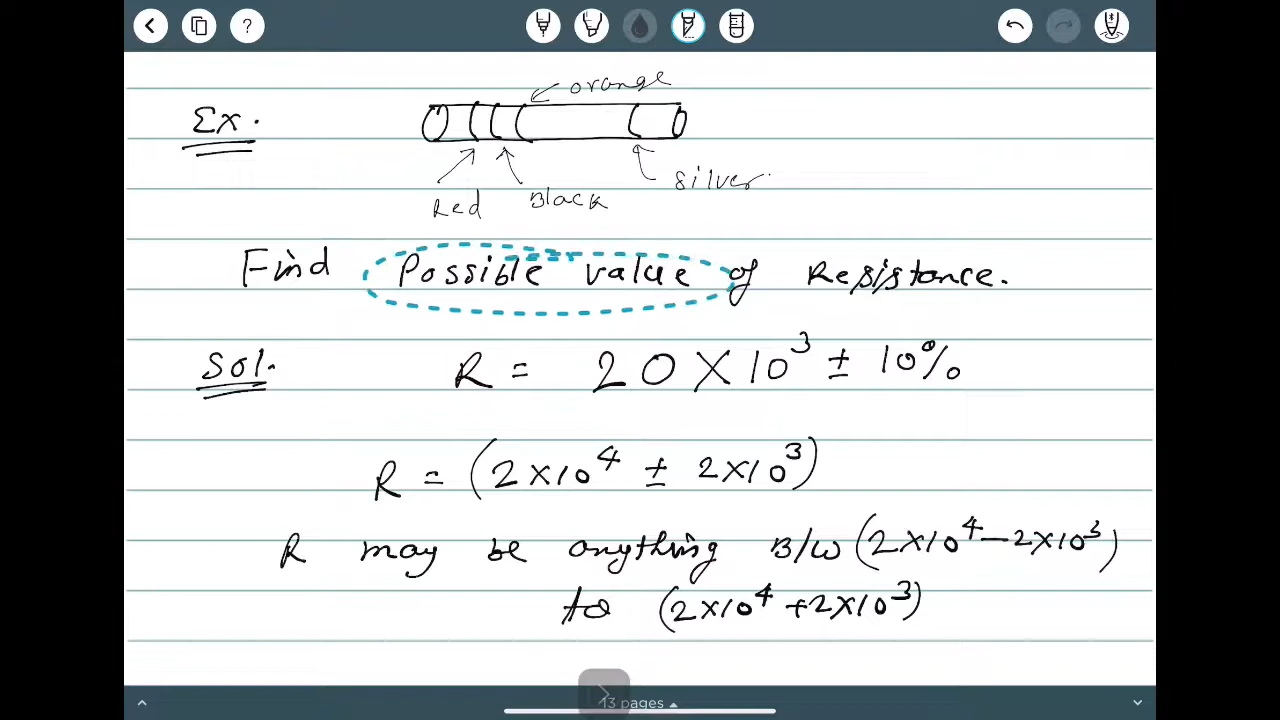 ?
orange
Ex.
Red Black Silver.
Find Possible value of Resistance.
Sol. R = 20 × 10³ ± 10%
R = (2×10⁴ ± 2×10³)
R may be anything B/W (2×10⁴ – 2×10³)
to (2×10⁴ + 2×10³)
13 pages